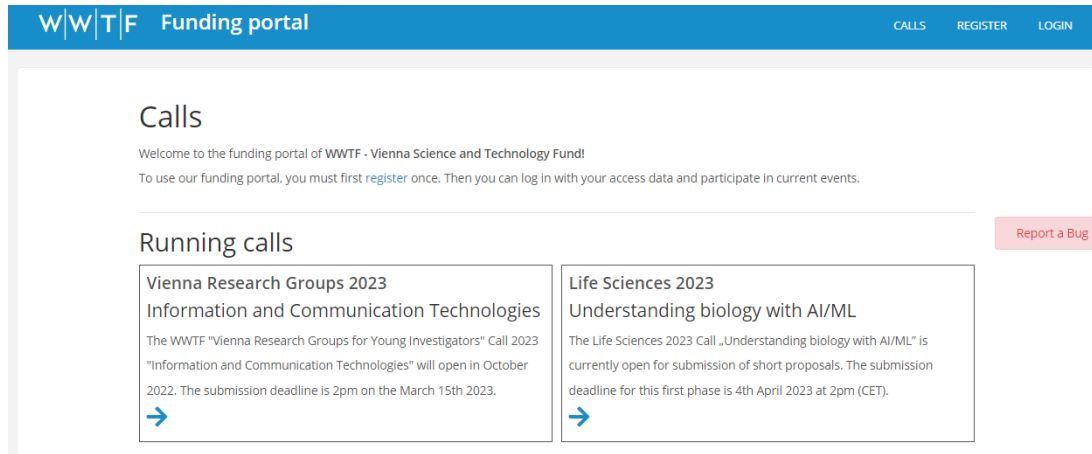 W|W|T|F Funding portal
CALLS REGISTER LOGIN
Calls
Welcome to the funding portal of WWTF - Vienna Science and Technology Fund!
To use our funding portal, you must first register once. Then you can log in with your access data and participate in current events.
Report a Bug
Running calls
Vienna Research Groups 2023
Information and Communication Technologies
The WWTF "Vienna Research Groups for Young Investigators" Call 2023
"Information and Communication Technologies" will open in October
2022. The submission deadline is 2pm on the March 15th 2023.
Life Sciences 2023
Understanding biology with AI/ML
The Life Sciences 2023 Call „Understanding biology with AI/ML" is
currently open for submission of short proposals. The submission
deadline for this first phase is 4th April 2023 at 2pm (CET).